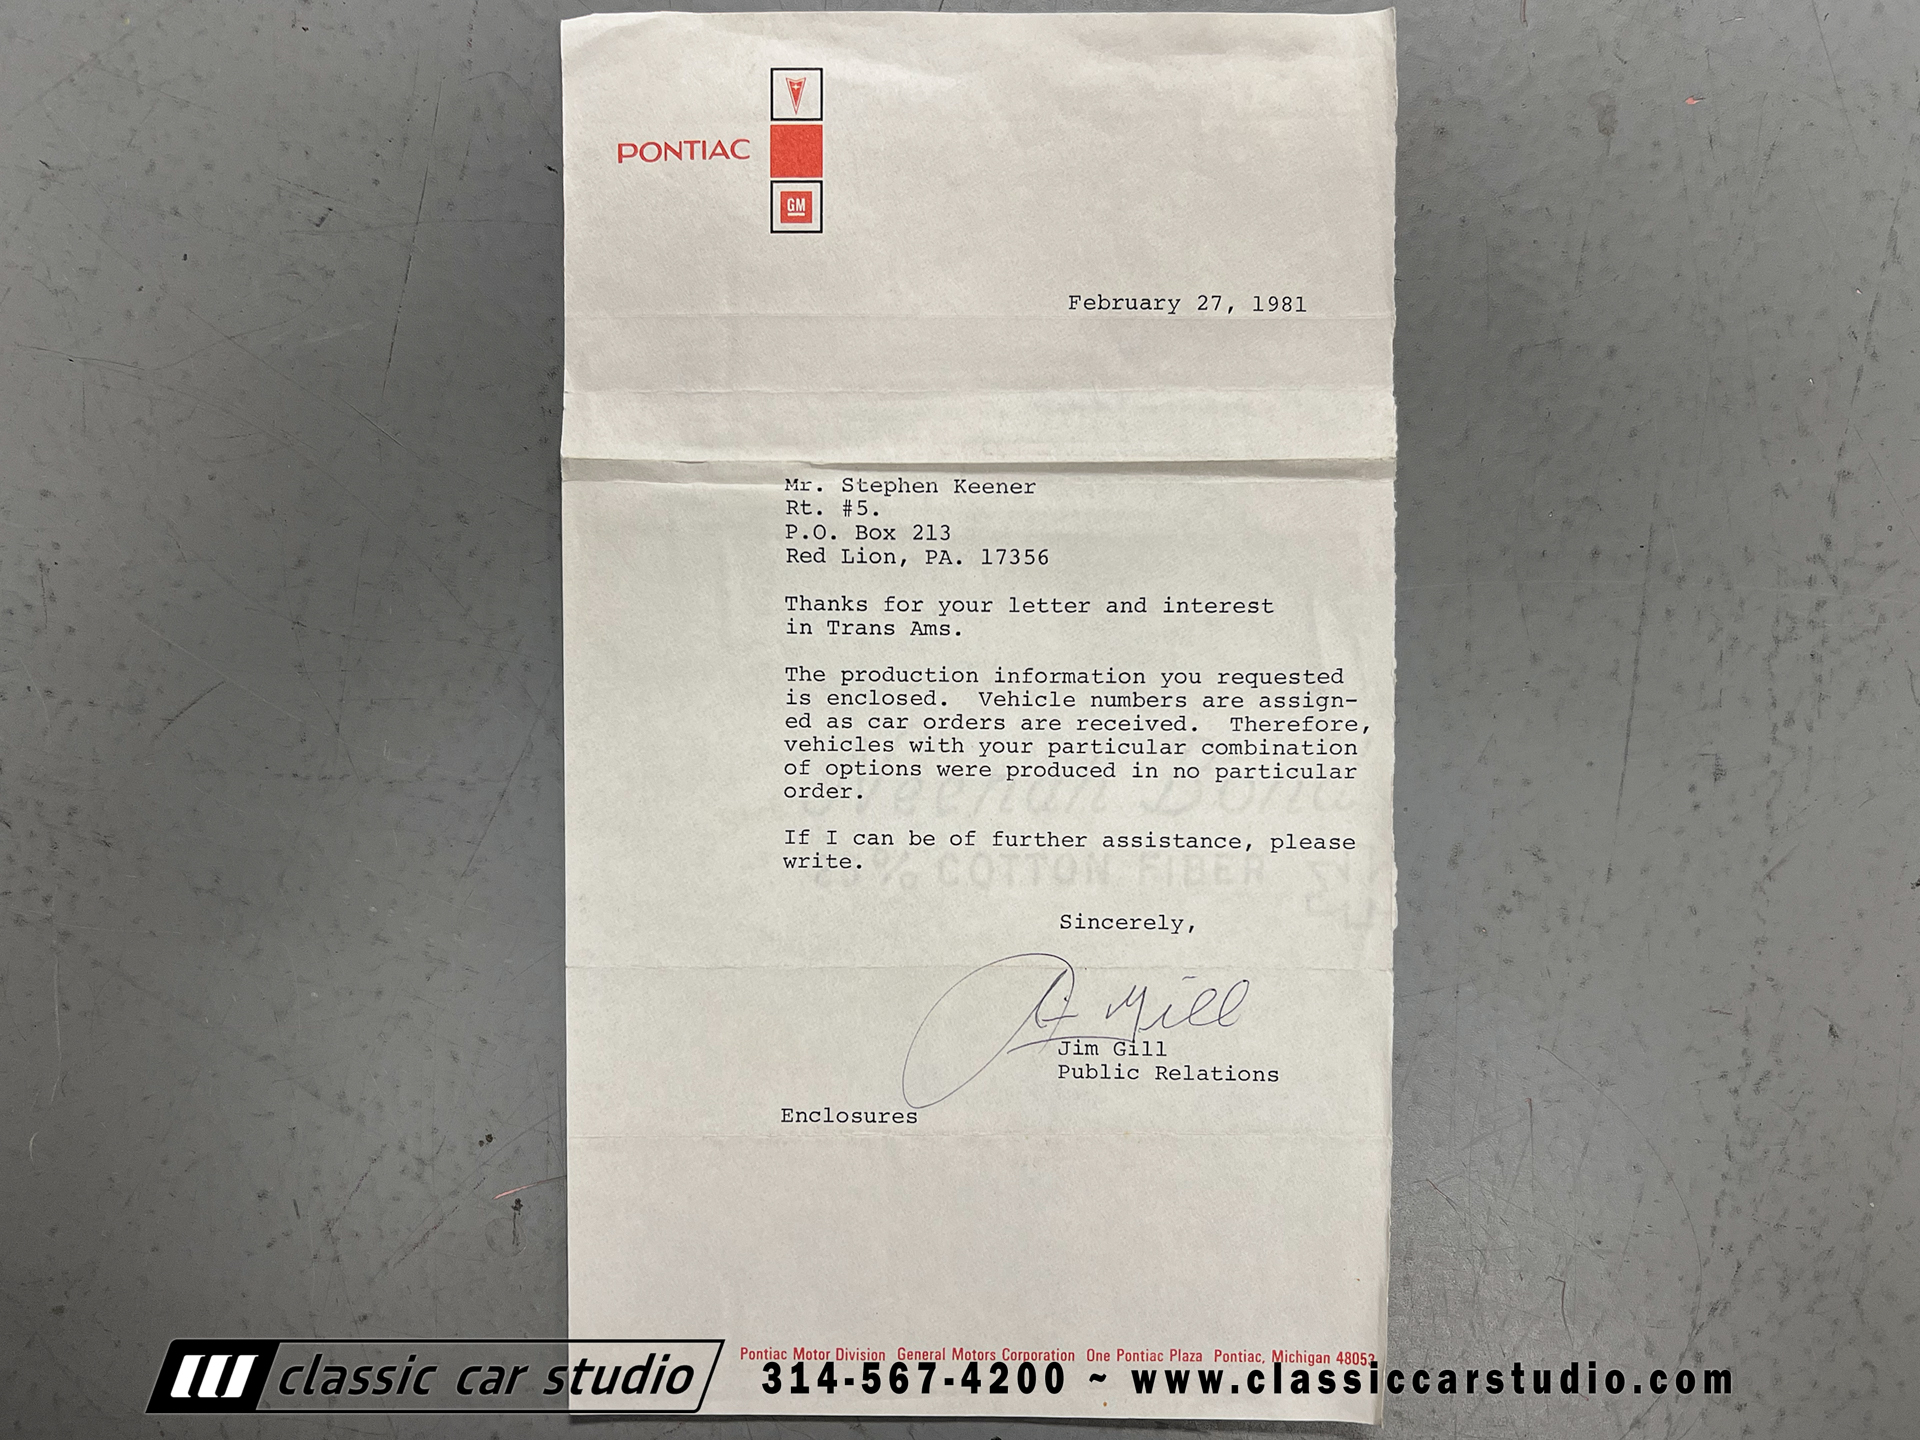 PONTIAC
GM
February 27, 1981
Mr. Stephen Keener
Rt. #5.
P.O. Box 213
Red Lion, PA. 17356
Thanks for your letter and interest
in Trans Ams.
The production information you requested
is enclosed.  Vehicle numbers are assign-
ed as car orders are received.  Therefore,
vehicles with your particular combination
of options were produced in no particular
order.
If I can be of further assistance, please
write.
COTTON FIBER
Sincerely,
Gill
Jim Gill
Public Relations
Enclosures
Pontiac Motor Division General Motors Corporation One Pontiac Plaza Pontiac, Michigan 48053
classic car studio
314-567-4200 ~ www.classiccarstudio.com